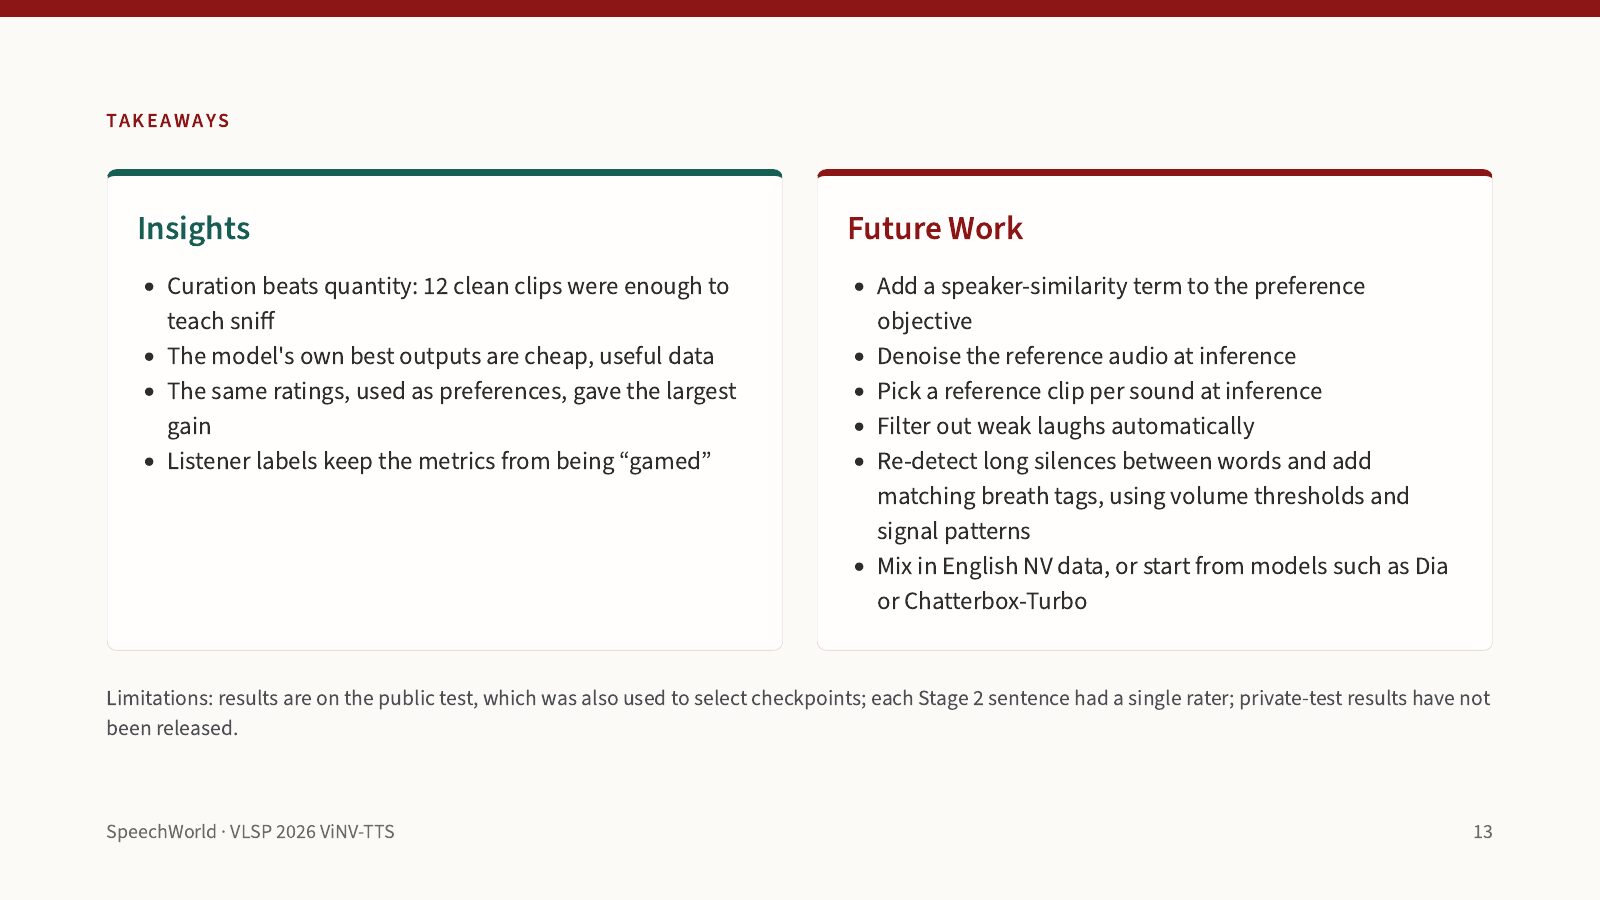 TAKEAWAYS
Insights
• Curation beats quantity: 12 clean clips were enough to
teach sniff
• The model's own best outputs are cheap, useful data
• The same ratings, used as preferences, gave the largest
gain
• Listener labels keep the metrics from being “gamed”
Future Work
• Add a speaker-similarity term to the preference
objective
• Denoise the reference audio at inference
• Pick a reference clip per sound at inference
• Filter out weak laughs automatically
• Re-detect long silences between words and add
matching breath tags, using volume thresholds and
signal patterns
• Mix in English NV data, or start from models such as Dia
or Chatterbox-Turbo
Limitations: results are on the public test, which was also used to select checkpoints; each Stage 2 sentence had a single rater; private-test results have not
been released.
SpeechWorld · VLSP 2026 ViNV-TTS
13